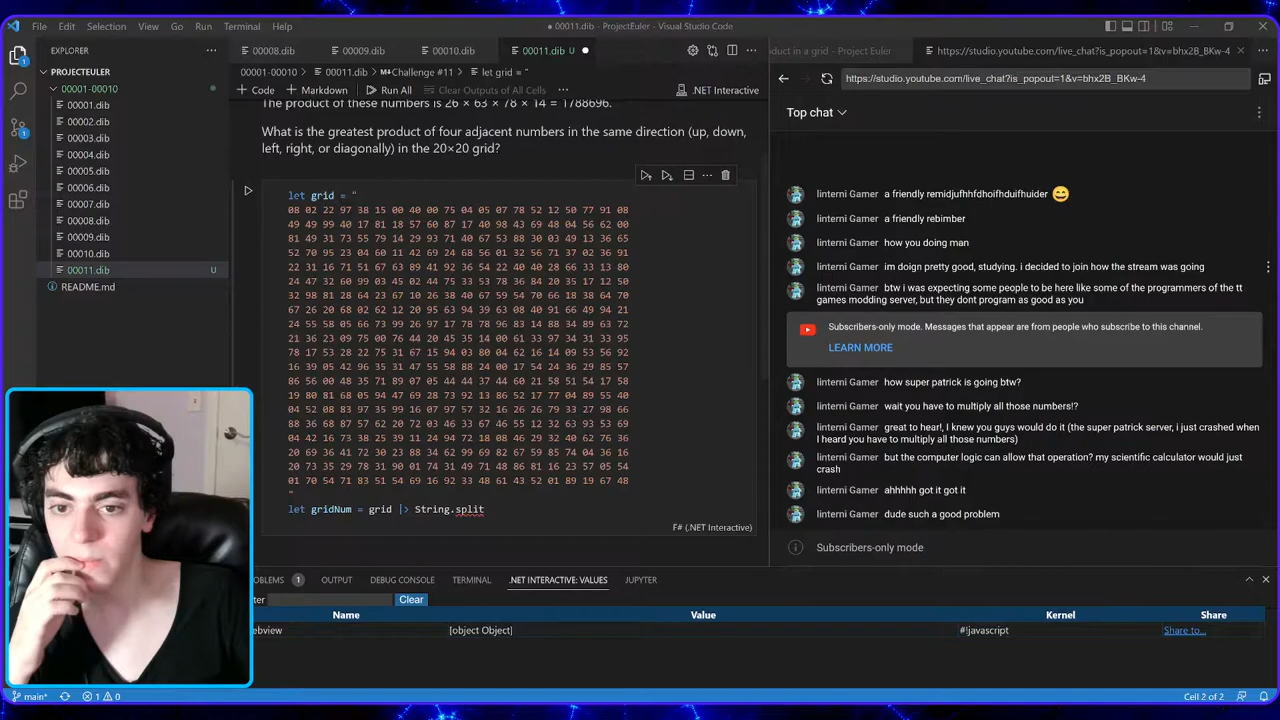 File Edit Selection View Go Run Terminal Help
● 00011.dib - ProjectEuler - Visual Studio Code
EXPLORER
PROJECTEULER
00001-00010
00001.dib
00002.dib
00003.dib
00004.dib
00005.dib
00006.dib
00007.dib
00008.dib
00009.dib
00010.dib
00011.dib U
README.md
00008.dib 00009.dib 00010.dib 00011.dib U
00001-00010 > 00011.dib > Challenge #11 > let grid = "
+ Code + Markdown Run All Clear Outputs of All Cells ... .NET Interactive
The product of these numbers is 26 × 63 × 78 × 14 = 1788696.
What is the greatest product of four adjacent numbers in the same direction (up, down,
left, right, or diagonally) in the 20×20 grid?
let grid = "
08 02 22 97 38 15 00 40 00 75 04 05 07 78 52 12 50 77 91 08
49 49 99 40 17 81 18 57 60 87 17 40 98 43 69 48 04 56 62 00
81 49 31 73 55 79 14 29 93 71 40 67 53 88 30 03 49 13 36 65
52 70 95 23 04 60 11 42 69 24 68 56 01 32 56 71 37 02 36 91
22 31 16 71 51 67 63 89 41 92 36 54 22 40 40 28 66 33 13 80
24 47 32 60 99 03 45 02 44 75 33 53 78 36 84 20 35 17 12 50
32 98 81 28 64 23 67 10 26 38 40 67 59 54 70 66 18 38 64 70
67 26 20 68 02 62 12 20 95 63 94 39 63 08 40 91 66 49 94 21
24 55 58 05 66 73 99 26 97 17 78 78 96 83 14 88 34 89 63 72
21 36 23 09 75 00 76 44 20 45 35 14 00 61 33 97 34 31 33 95
78 17 53 28 22 75 31 67 15 94 03 80 04 62 16 14 09 53 56 92
16 39 05 42 96 35 31 47 55 58 88 24 00 17 54 24 36 29 85 57
86 56 00 48 35 71 89 07 05 44 44 37 44 60 21 58 51 54 17 58
19 80 81 68 05 94 47 69 28 73 92 13 86 52 17 77 04 89 55 40
04 52 08 83 97 35 99 16 07 97 57 32 16 26 26 79 33 27 98 66
88 36 68 87 57 62 20 72 03 46 33 67 46 55 12 32 63 93 53 69
04 42 16 73 38 25 39 11 24 94 72 18 08 46 29 32 40 62 76 36
20 69 36 41 72 30 23 88 34 62 99 69 82 67 59 85 74 04 36 16
20 73 35 29 78 31 90 01 74 31 49 71 48 86 81 16 23 57 05 54
01 70 54 71 83 51 54 69 16 92 33 48 61 43 52 01 89 19 67 48
"
let gridNum = grid |> String.split
F# (.NET Interactive)
1 OUTPUT DEBUG CONSOLE TERMINAL .NET INTERACTIVE: VALUES JUPYTER
Clear
Name Value Kernel Share
[object Object] #!javascript Share to...
main* 1 0
Cell 2 of 2
oduct in a grid - Project Euler
https://studio.youtube.com/live_chat?is_popout=1&v=bhx2B_BKw-4
https://studio.youtube.com/live_chat?is_popout=1&v=bhx2B_BKw-4
Top chat
linterni Gamer a friendly remidjufhhfdhoifhduifhuider 😄
linterni Gamer a friendly rebimber
linterni Gamer how you doing man
linterni Gamer im doign pretty good, studying. i decided to join how the stream was going
linterni Gamer btw i was expecting some people to be here like some of the programmers of the tt
games modding server, but they dont program as good as you
Subscribers-only mode. Messages that appear are from people who subscribe to this channel.
LEARN MORE
linterni Gamer how super patrick is going btw?
linterni Gamer wait you have to multiply all those numbers!?
linterni Gamer great to hear!, I knew you guys would do it (the super patrick server, i just crashed when
I heard you have to multiply all those numbers)
linterni Gamer but the computer logic can allow that operation? my scientific calculator would just
crash
linterni Gamer ahhhhh got it got it
linterni Gamer dude such a good problem
Subscribers-only mode